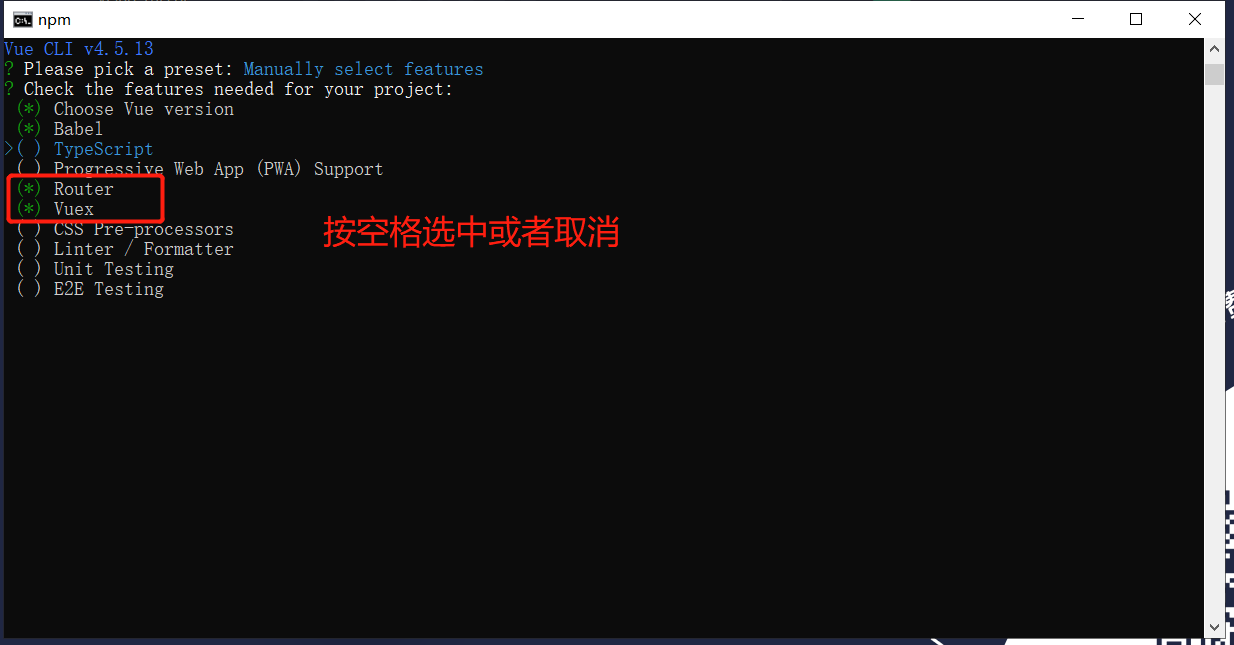 npm
Vue CLI v4.5.13
? Please pick a preset: Manually select features
? Check the features needed for your project:
(*) Choose Vue version
(*) Babel
>( ) TypeScript
( ) Progressive Web App (PWA) Support
(*) Router
(*) Vuex
( ) CSS Pre-processors
( ) Linter / Formatter
( ) Unit Testing
( ) E2E Testing
按空格选中或者取消